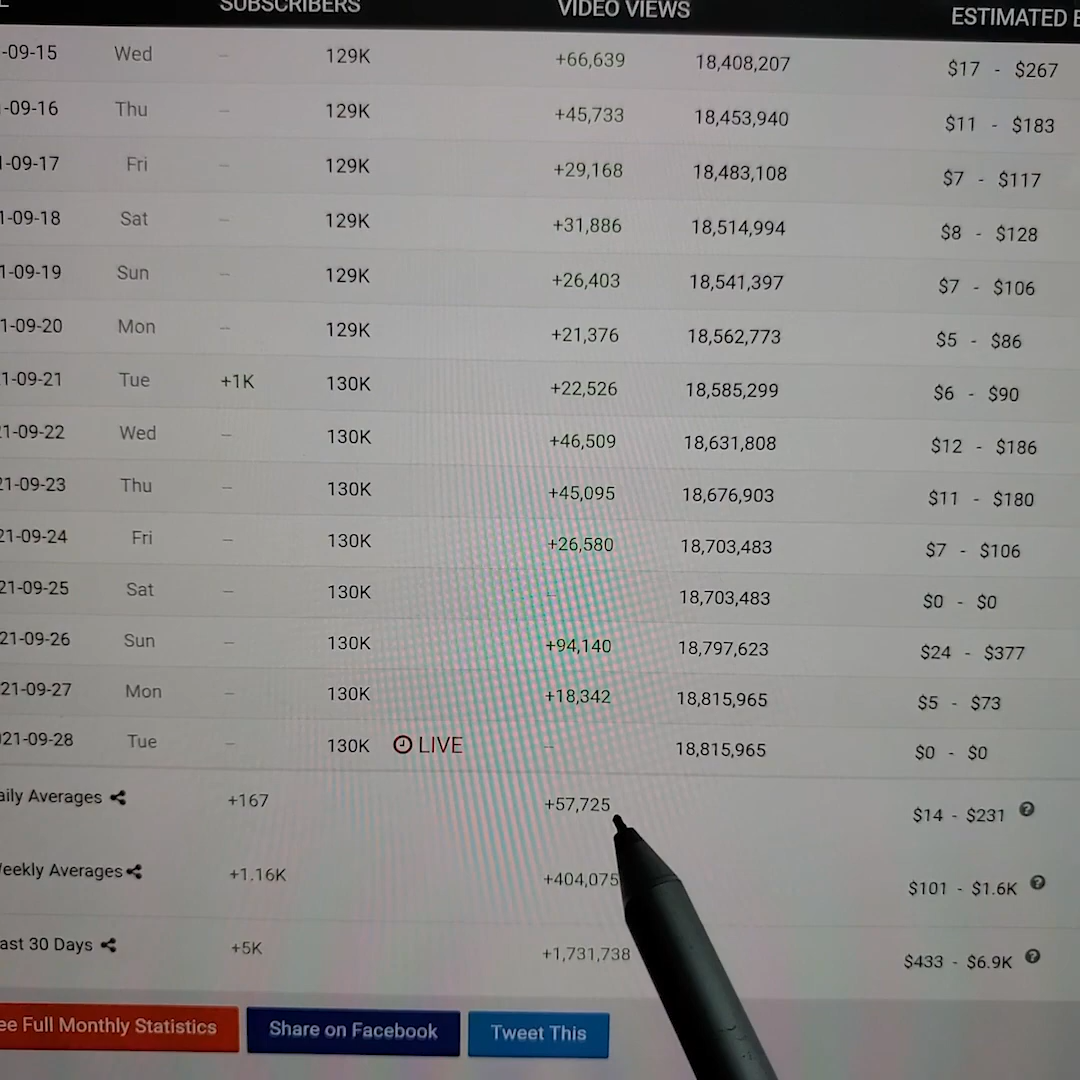 SUBSCRIBERS VIDEO VIEWS ESTIMATED E
-09-15 Wed -- 129K +66,639 18,408,207 $17 - $267
-09-16 Thu -- 129K +45,733 18,453,940 $11 - $183
1-09-17 Fri -- 129K +29,168 18,483,108 $7 - $117
1-09-18 Sat -- 129K +31,886 18,514,994 $8 - $128
1-09-19 Sun -- 129K +26,403 18,541,397 $7 - $106
1-09-20 Mon -- 129K +21,376 18,562,773 $5 - $86
1-09-21 Tue +1K 130K +22,526 18,585,299 $6 - $90
21-09-22 Wed -- 130K +46,509 18,631,808 $12 - $186
21-09-23 Thu -- 130K +45,095 18,676,903 $11 - $180
21-09-24 Fri -- 130K +26,580 18,703,483 $7 - $106
21-09-25 Sat -- 130K -- 18,703,483 $0 - $0
21-09-26 Sun -- 130K +94,140 18,797,623 $24 - $377
21-09-27 Mon -- 130K +18,342 18,815,965 $5 - $73
021-09-28 Tue -- 130K LIVE -- 18,815,965 $0 - $0
aily Averages +167 +57,725 $14 - $231
eekly Averages +1.16K +404,075 $101 - $1.6K
ast 30 Days +5K +1,731,738 $433 - $6.9K
ee Full Monthly Statistics Share on Facebook Tweet This